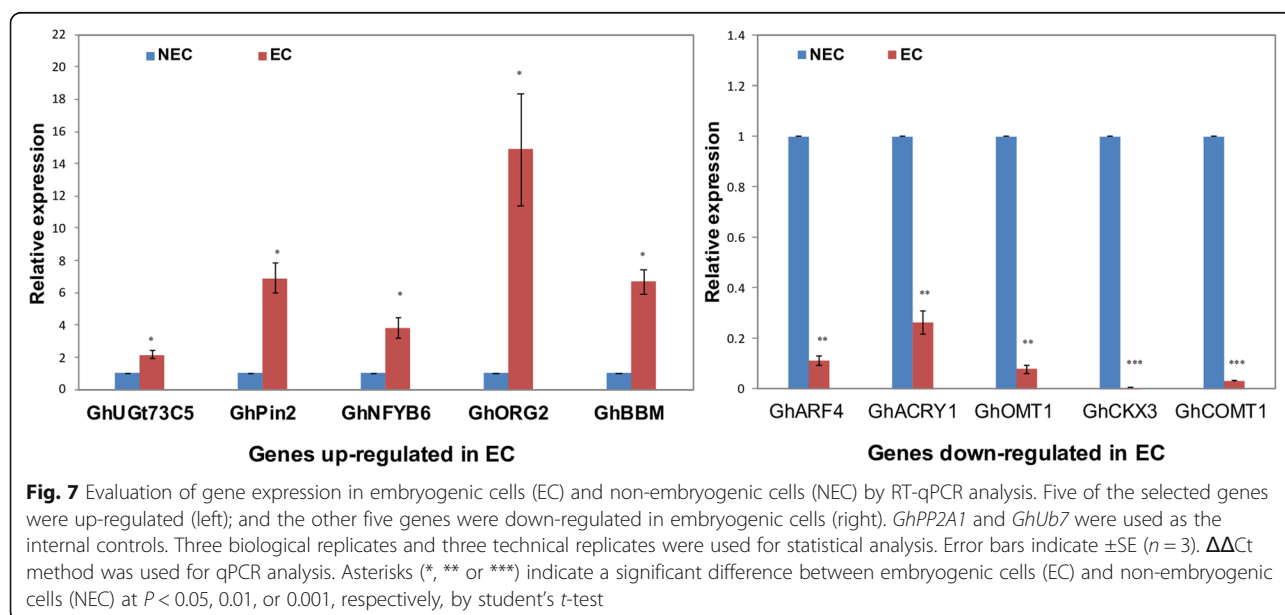 22
20
18
16
14
12
10
8
6
4
2
0
Relative expression
NEC EC
*
*
*
*
*
GhUGt73C5 GhPin2 GhNFYB6 GhORG2 GhBBM
Genes up-regulated in EC
1.4
1.2
1
0.8
0.6
0.4
0.2
0
Relative expression
NEC EC
**
**
**
***
***
GhARF4 GhACRY1 GhOMT1 GhCKX3 GhCOMT1
Genes down-regulated in EC
Fig. 7 Evaluation of gene expression in embryogenic cells (EC) and non-embryogenic cells (NEC) by RT-qPCR analysis. Five of the selected genes
were up-regulated (left); and the other five genes were down-regulated in embryogenic cells (right). GhPP2A1 and GhUb7 were used as the
internal controls. Three biological replicates and three technical replicates were used for statistical analysis. Error bars indicate ±SE (n = 3). ΔΔCt
method was used for qPCR analysis. Asterisks (*, ** or ***) indicate a significant difference between embryogenic cells (EC) and non-embryogenic
cells (NEC) at P < 0.05, 0.01, or 0.001, respectively, by student's t-test